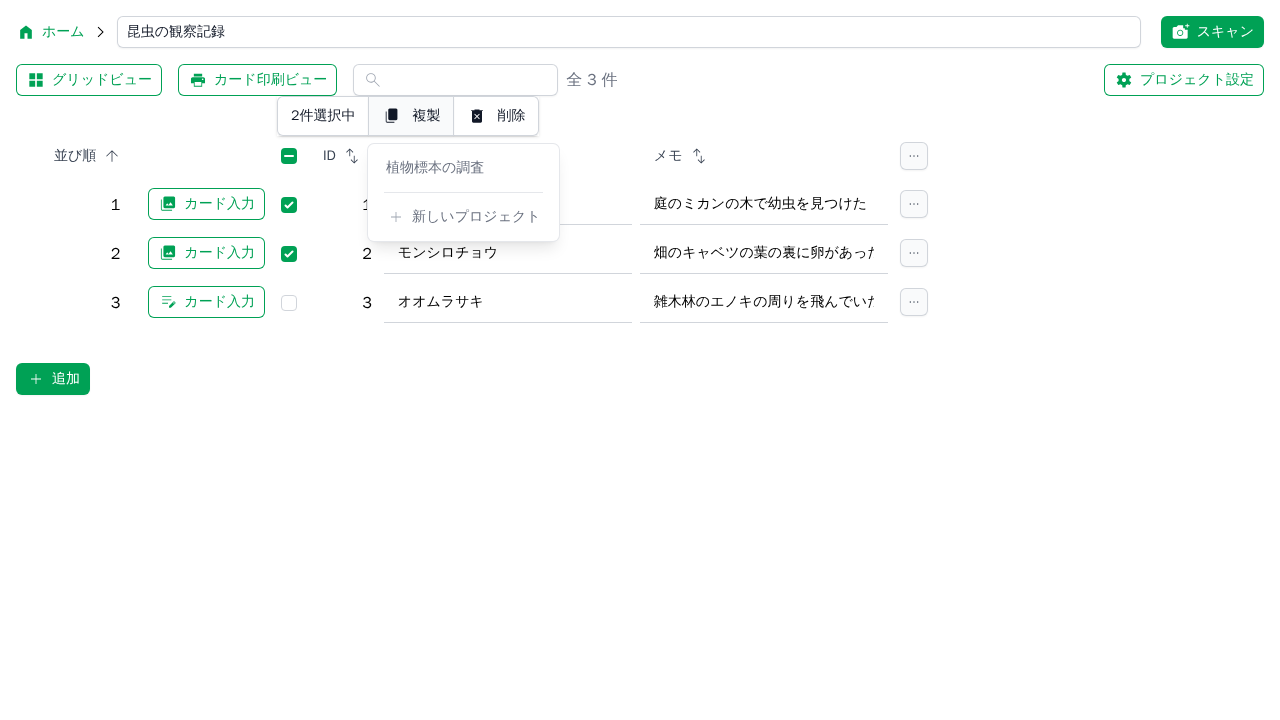 ホーム
昆虫の観察記録
スキャン
グリッドビュー
カード印刷ビュー
全 3 件
プロジェクト設定
2件選択中
複製
削除
並び順
ID
メモ
植物標本の調査
新しいプロジェクト
1
カード入力
1
庭のミカンの木で幼虫を見つけた
2
カード入力
2
モンシロチョウ
畑のキャベツの葉の裏に卵があった
3
カード入力
3
オオムラサキ
雑木林のエノキの周りを飛んでいた
追加